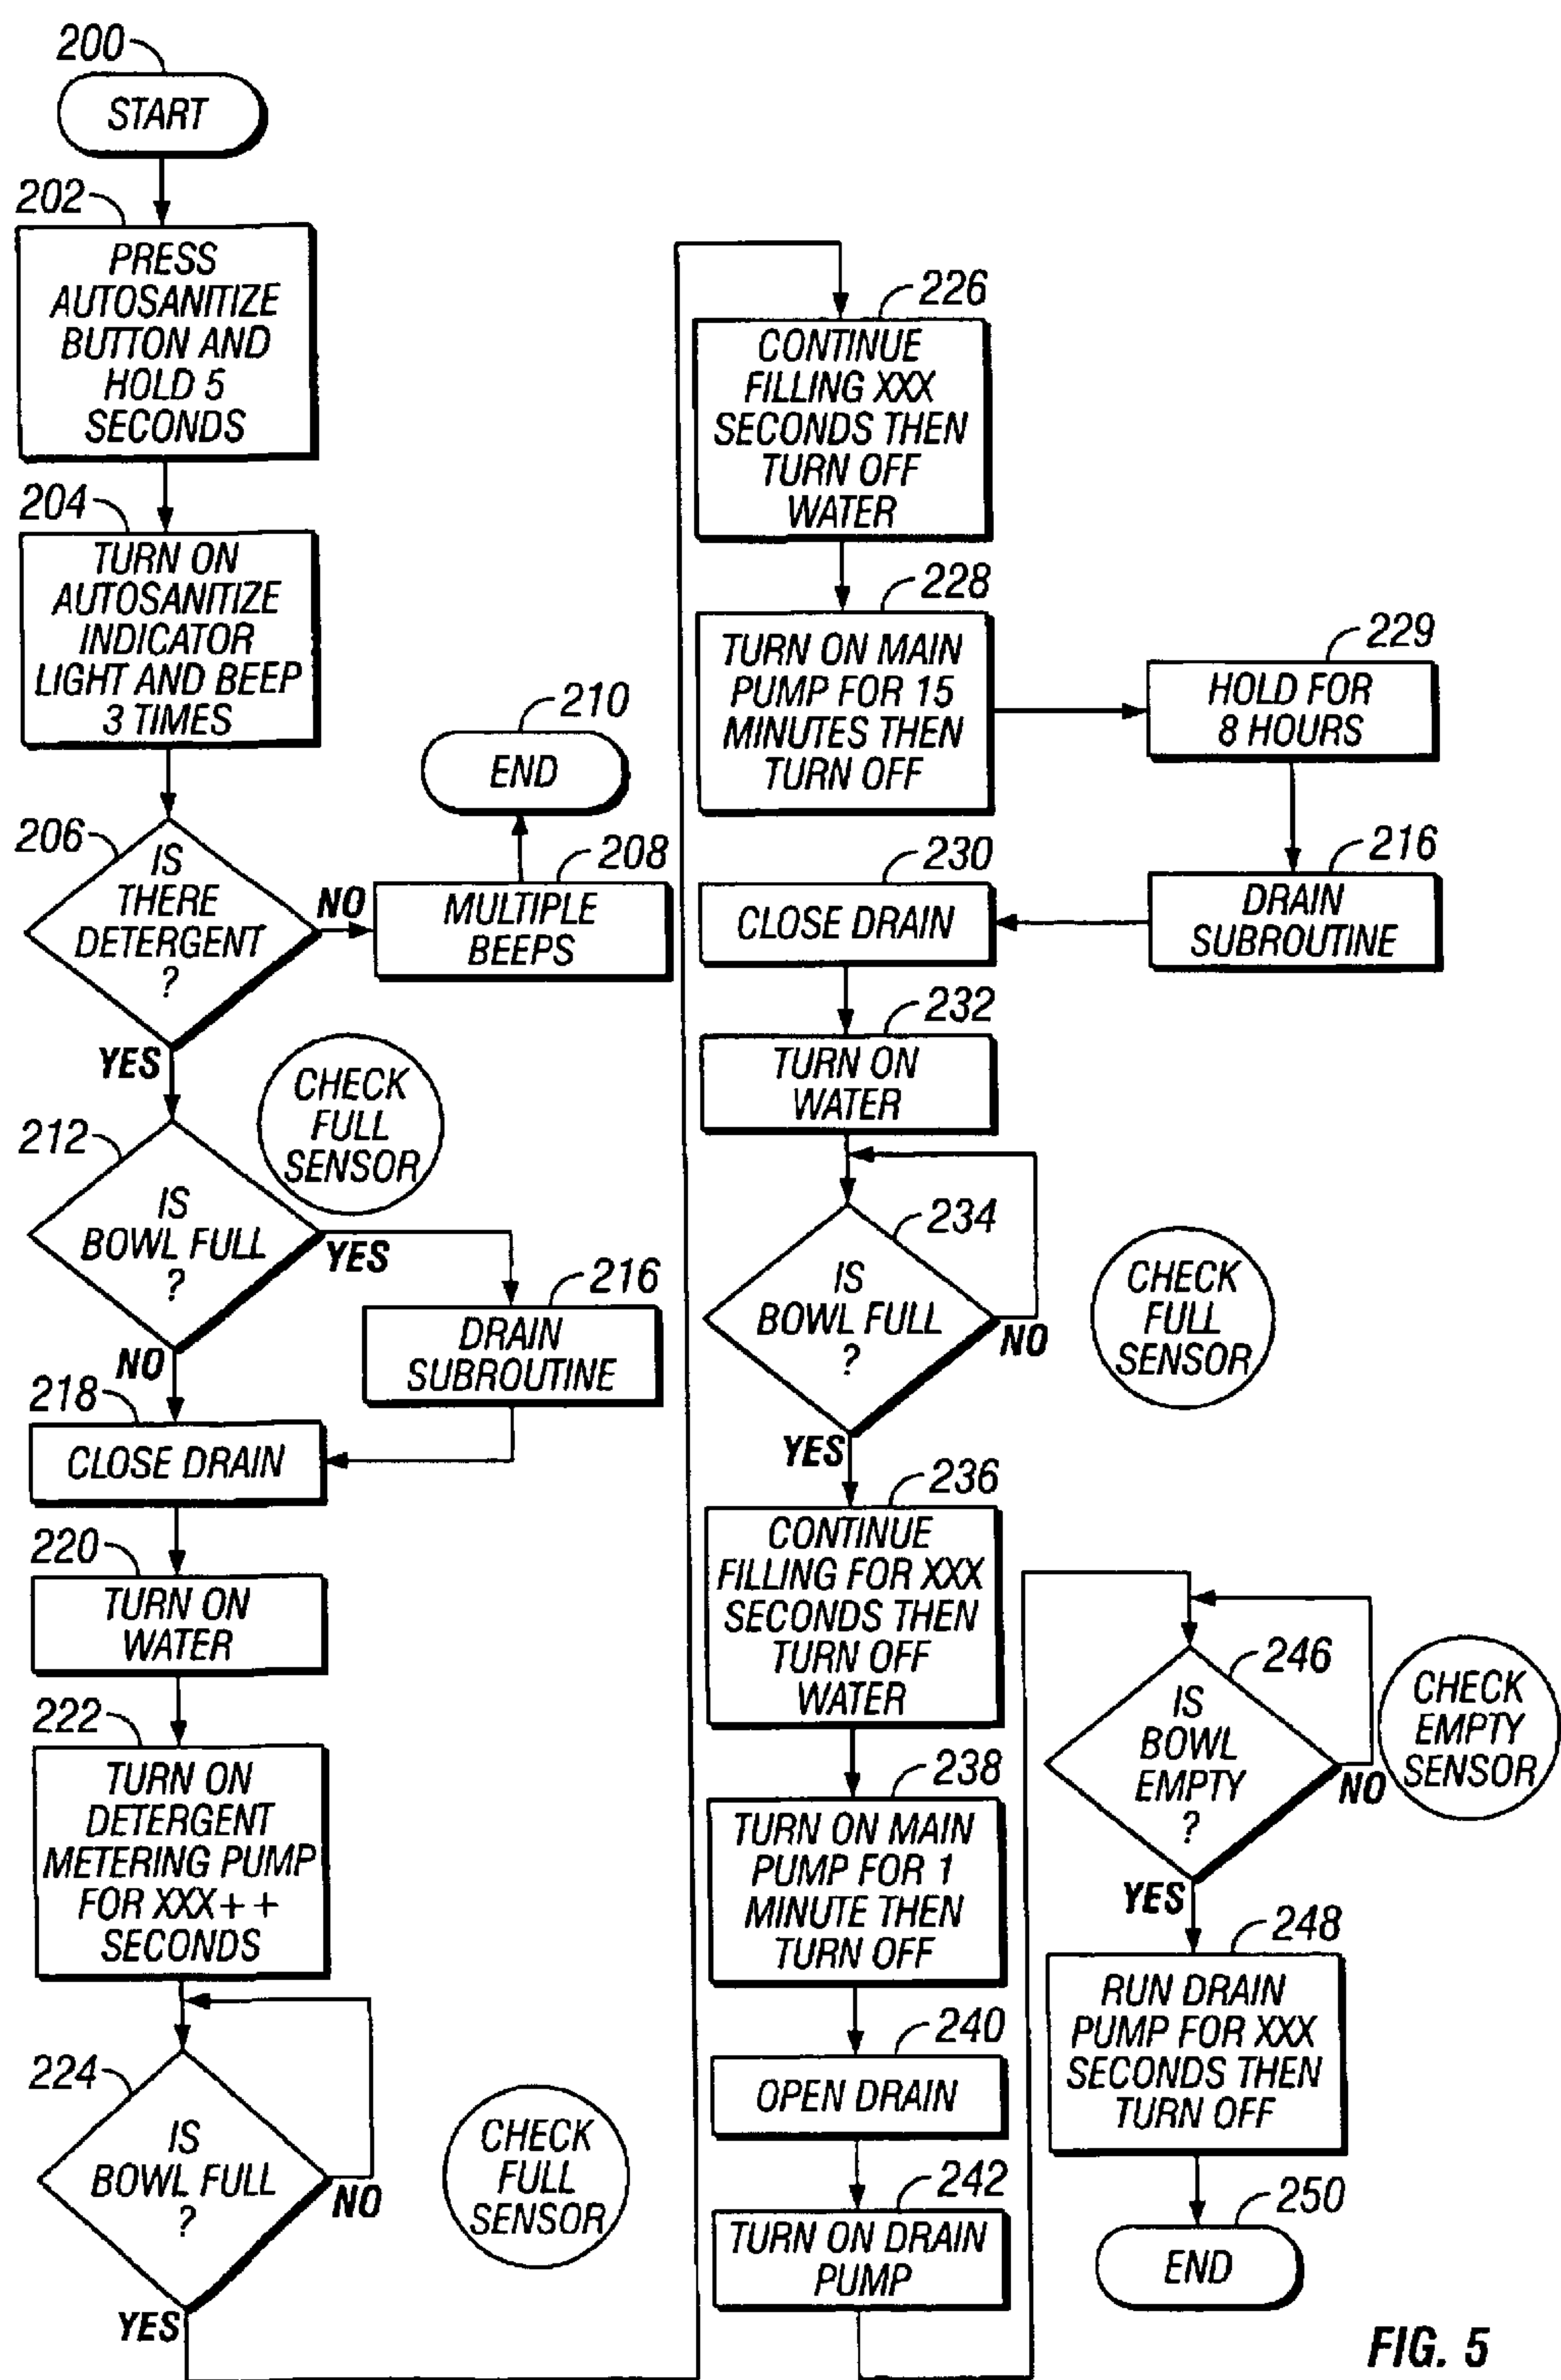 200
START
202
PRESS
AUTOSANITIZE
BUTTON AND
HOLD 5
SECONDS
204
TURN ON
AUTOSANITIZE
INDICATOR
LIGHT AND BEEP
3 TIMES
206
IS
THERE
DETERGENT
?
NO
208
MULTIPLE
BEEPS
210
END
YES
212
IS
BOWL FULL
?
CHECK
FULL
SENSOR
YES
216
DRAIN
SUBROUTINE
NO
218
CLOSE DRAIN
220
TURN ON
WATER
222
TURN ON
DETERGENT
METERING PUMP
FOR XXX++
SECONDS
224
IS
BOWL FULL
?
NO
CHECK
FULL
SENSOR
YES
226
CONTINUE
FILLING XXX
SECONDS THEN
TURN OFF
WATER
228
TURN ON MAIN
PUMP FOR 15
MINUTES THEN
TURN OFF
229
HOLD FOR
8 HOURS
216
DRAIN
SUBROUTINE
230
CLOSE DRAIN
232
TURN ON
WATER
234
IS
BOWL FULL
?
NO
CHECK
FULL
SENSOR
YES
236
CONTINUE
FILLING FOR XXX
SECONDS THEN
TURN OFF
WATER
238
TURN ON MAIN
PUMP FOR 1
MINUTE THEN
TURN OFF
240
OPEN DRAIN
242
TURN ON DRAIN
PUMP
246
IS
BOWL
EMPTY
?
NO
CHECK
EMPTY
SENSOR
YES
248
RUN DRAIN
PUMP FOR XXX
SECONDS THEN
TURN OFF
250
END
FIG. 5